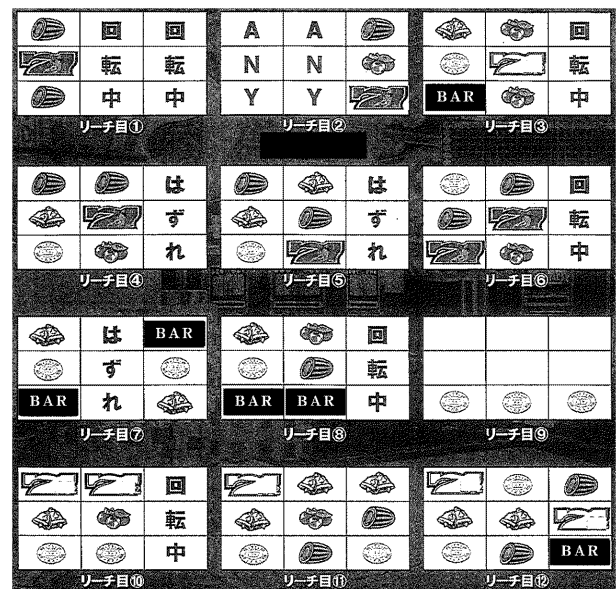 回 回
転 転
中 中
リーチ目①
A A
N N
Y Y
リーチ目②
回
転
BAR 中
リーチ目③
は
ず
れ
リーチ目④
は
ず
れ
リーチ目⑤
回
転
中
リーチ目⑥
は BAR
ず
BAR れ
リーチ目⑦
回
転
BAR BAR 中
リーチ目⑧
リーチ目⑨
回
転
中
リーチ目⑩
リーチ目⑪
BAR
リーチ目⑫